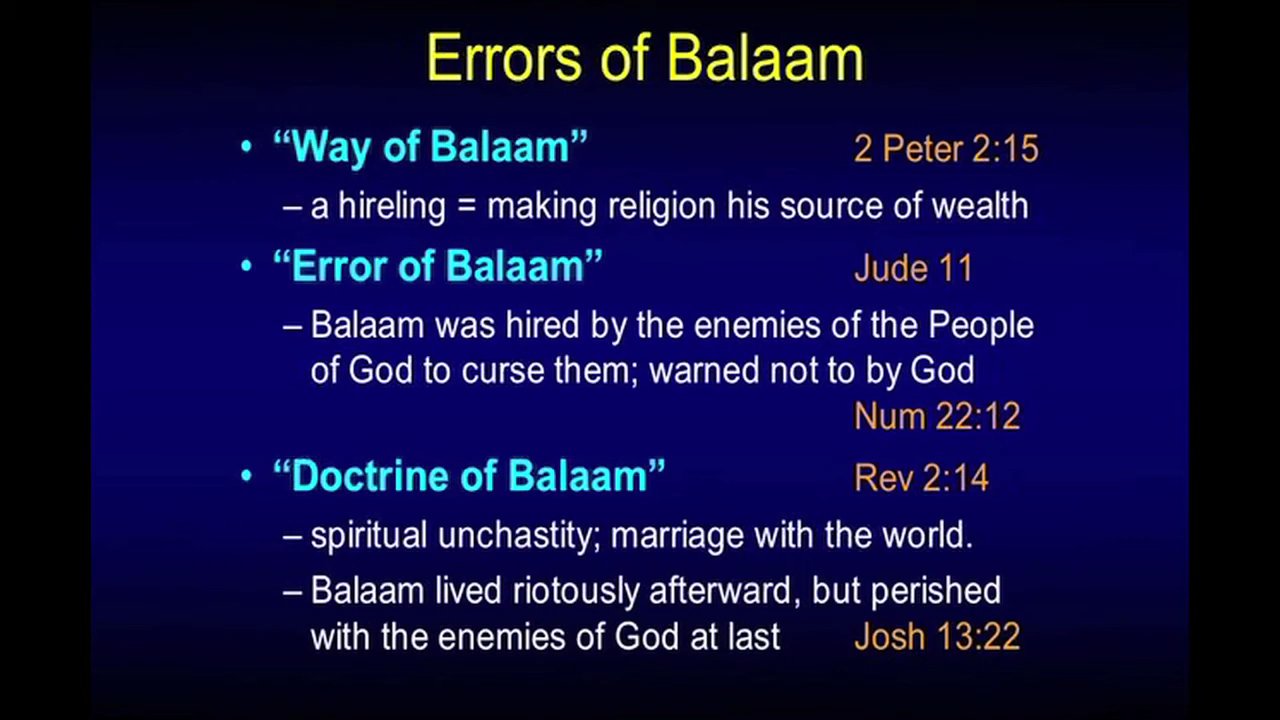 Errors of Balaam
• “Way of Balaam” 2 Peter 2:15
– a hireling = making religion his source of wealth
• “Error of Balaam” Jude 11
– Balaam was hired by the enemies of the People
of God to curse them; warned not to by God
Num 22:12
• “Doctrine of Balaam” Rev 2:14
– spiritual unchastity; marriage with the world.
– Balaam lived riotously afterward, but perished
with the enemies of God at last Josh 13:22